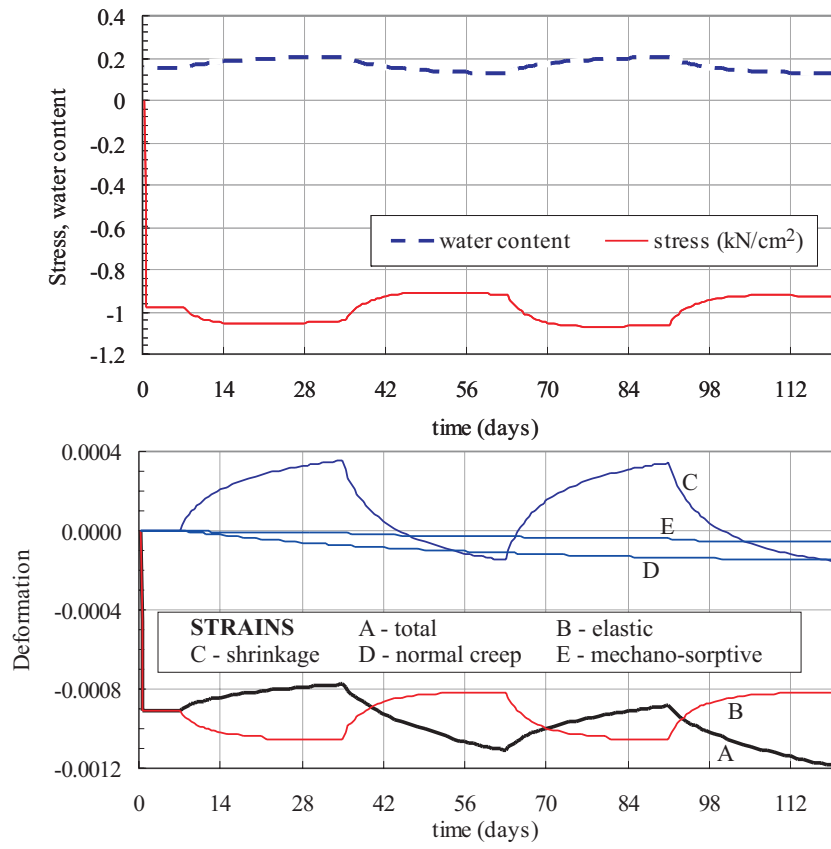 0.4
0.2
0
-0.2
-0.4
-0.6
-0.8
-1
-1.2
Stress, water content
water content
stress (kN/cm²)
0 14 28 42 56 70 84 98 112
time (days)
0.0004
0.0000
-0.0004
-0.0008
-0.0012
Deformation
C
E
D
STRAINS A - total B - elastic
C - shrinkage D - normal creep E - mechano-sorptive
B
A
0 14 28 42 56 70 84 98 112
time (days)